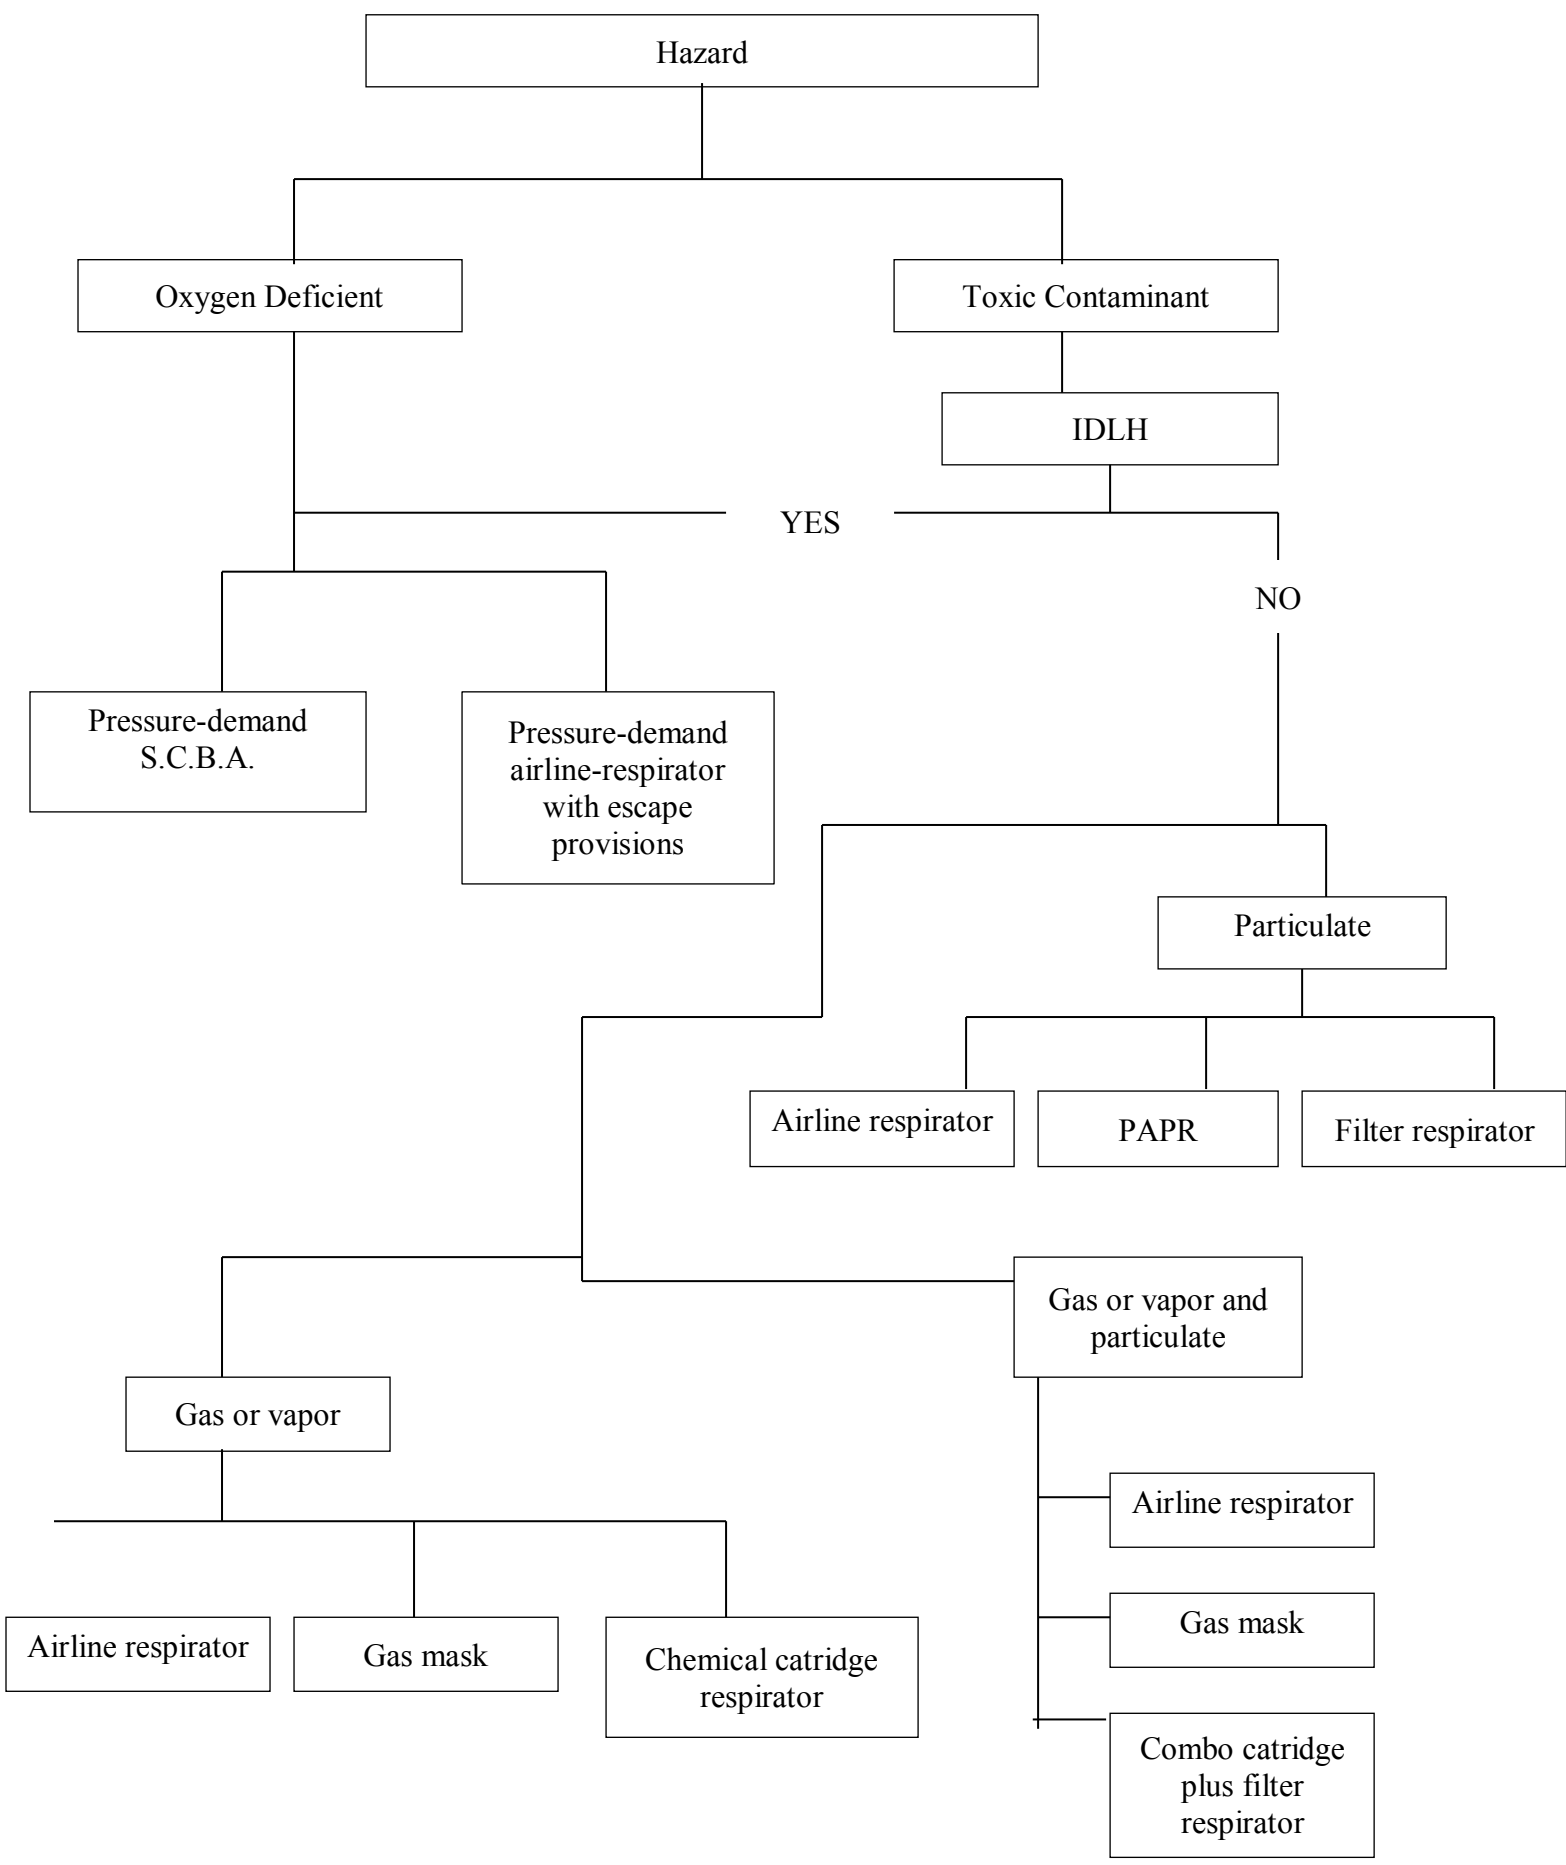 Hazard
Oxygen Deficient
Toxic Contaminant
IDLH
YES
NO
Pressure-demand
S.C.B.A.
Pressure-demand
airline-respirator
with escape
provisions
Particulate
Airline respirator
PAPR
Filter respirator
Gas or vapor and
particulate
Gas or vapor
Airline respirator
Gas mask
Chemical catridge
respirator
Airline respirator
Gas mask
Combo catridge
plus filter
respirator